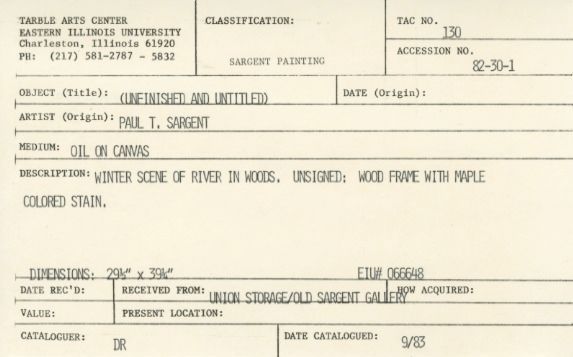 TARBLE ARTS CENTER
EASTERN ILLINOIS UNIVERSITY
Charleston, Illinois 61920
PH: (217) 581-2787 - 5832
CLASSIFICATION:
SARGENT PAINTING
TAC NO.
130
ACCESSION NO.
82-30-1
OBJECT (Title): (UNFINISHED AND UNTITLED)
DATE (Origin):
ARTIST (Origin): PAUL T. SARGENT
MEDIUM: OIL ON CANVAS
DESCRIPTION: WINTER SCENE OF RIVER IN WOODS. UNSIGNED; WOOD FRAME WITH MAPLE
COLORED STAIN.
DIMENSIONS: 29½" x 39¼" EIU# 066648
DATE REC'D: RECEIVED FROM: UNION STORAGE/OLD SARGENT GALLERY HOW ACQUIRED:
VALUE: PRESENT LOCATION:
CATALOGUER: DR
DATE CATALOGUED: 9/83